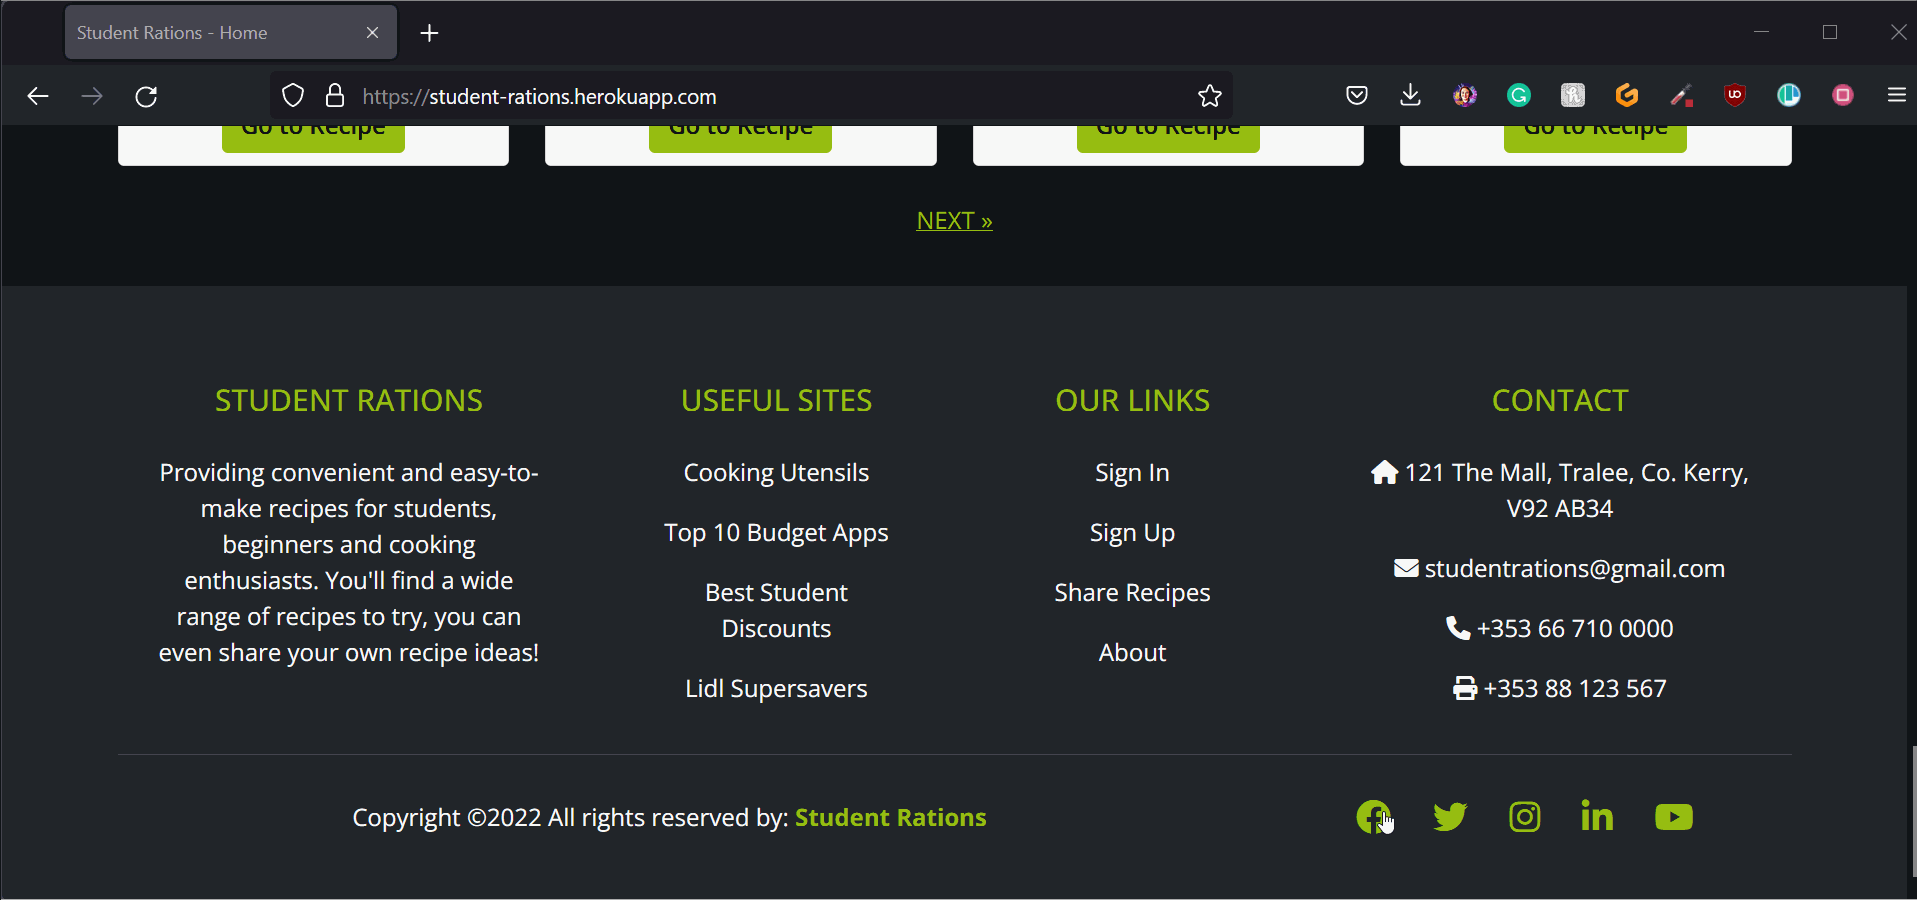 Student Rations - Home
https://student-rations.herokuapp.com
Go to Recipe
Go to Recipe
Go to Recipe
Go to Recipe
NEXT »
STUDENT RATIONS
Providing convenient and easy-to-
make recipes for students,
beginners and cooking
enthusiasts. You'll find a wide
range of recipes to try, you can
even share your own recipe ideas!
USEFUL SITES
Cooking Utensils
Top 10 Budget Apps
Best Student
Discounts
Lidl Supersavers
OUR LINKS
Sign In
Sign Up
Share Recipes
About
CONTACT
121 The Mall, Tralee, Co. Kerry,
V92 AB34
studentrations@gmail.com
+353 66 710 0000
+353 88 123 567
Copyright ©2022 All rights reserved by: Student Rations